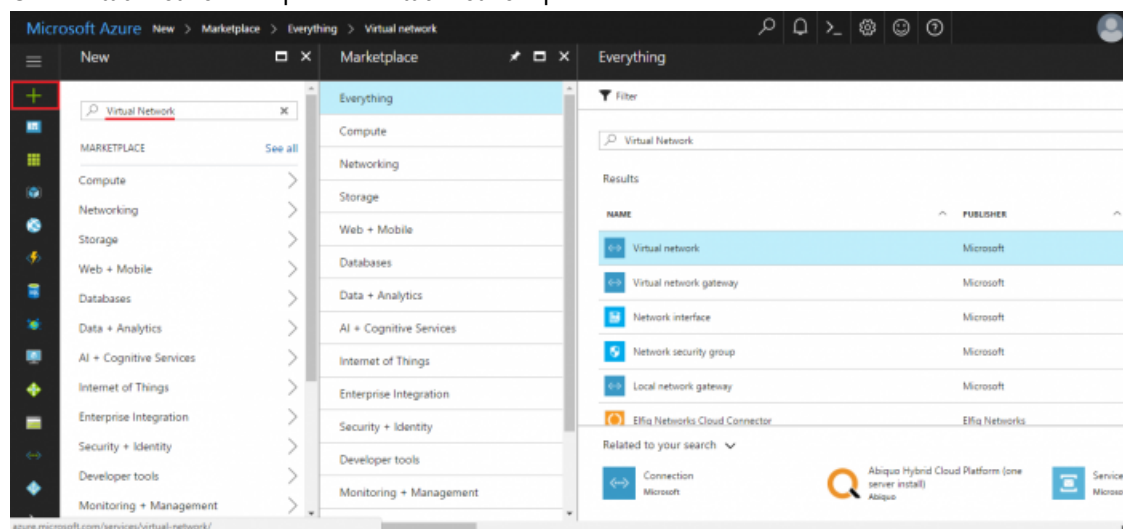 Microsoft Azure New > Marketplace > Everything > Virtual network
New
Marketplace
Everything
Virtual Network
MARKETPLACE
See all
Compute
Networking
Storage
Web + Mobile
Databases
Data + Analytics
AI + Cognitive Services
Internet of Things
Enterprise Integration
Security + Identity
Developer tools
Monitoring + Management
Everything
Compute
Networking
Storage
Web + Mobile
Databases
Data + Analytics
AI + Cognitive Services
Internet of Things
Enterprise Integration
Security + Identity
Developer tools
Monitoring + Management
Filter
Virtual Network
Results
NAME PUBLISHER
Virtual network Microsoft
Virtual network gateway Microsoft
Network interface Microsoft
Network security group Microsoft
Local network gateway Microsoft
Elfiq Networks Cloud Connector Elfiq Networks
Related to your search
Connection
Microsoft
Abiquo Hybrid Cloud Platform (one
server install)
Abiquo
Service
azure.microsoft.com/services/virtual-network/